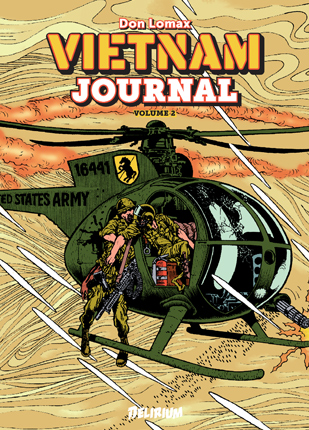 Don Lomax
VIETNAM
JOURNAL
VOLUME 2
16441
ED STATES ARMY
DELIRIUM